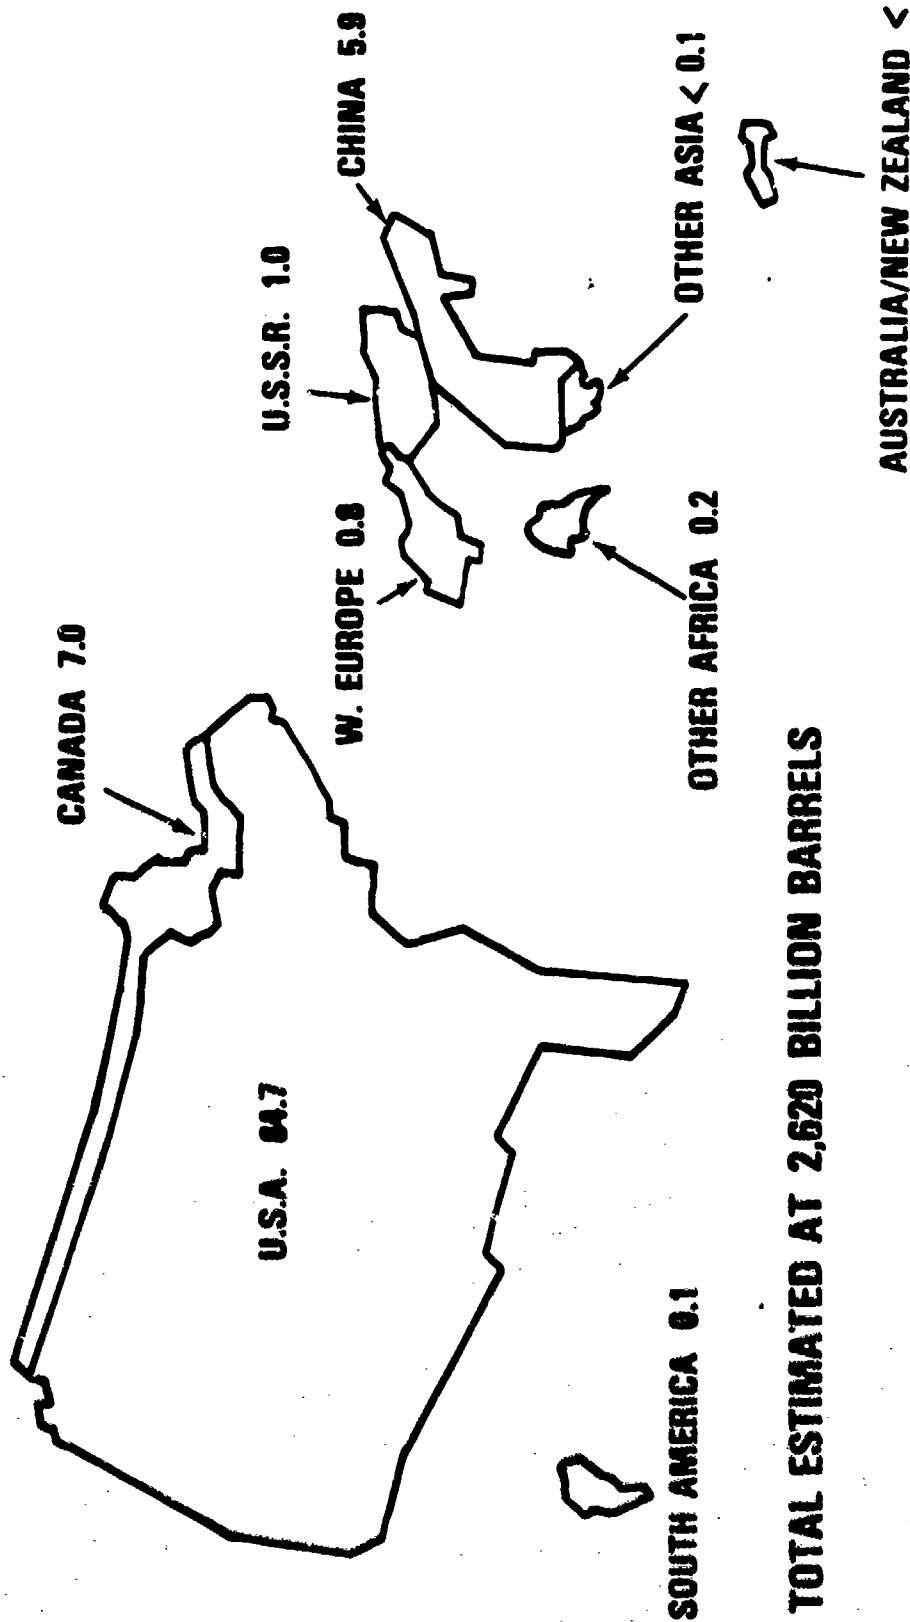 CANADA 7.0
U.S.S.R. 1.0
CHINA 5.9
W. EUROPE 0.8
U.S.A. 84.7
OTHER AFRICA 0.2
OTHER ASIA < 0.1
SOUTH AMERICA 0.1
AUSTRALIA/NEW ZEALAND <
TOTAL ESTIMATED AT 2,620 BILLION BARRELS